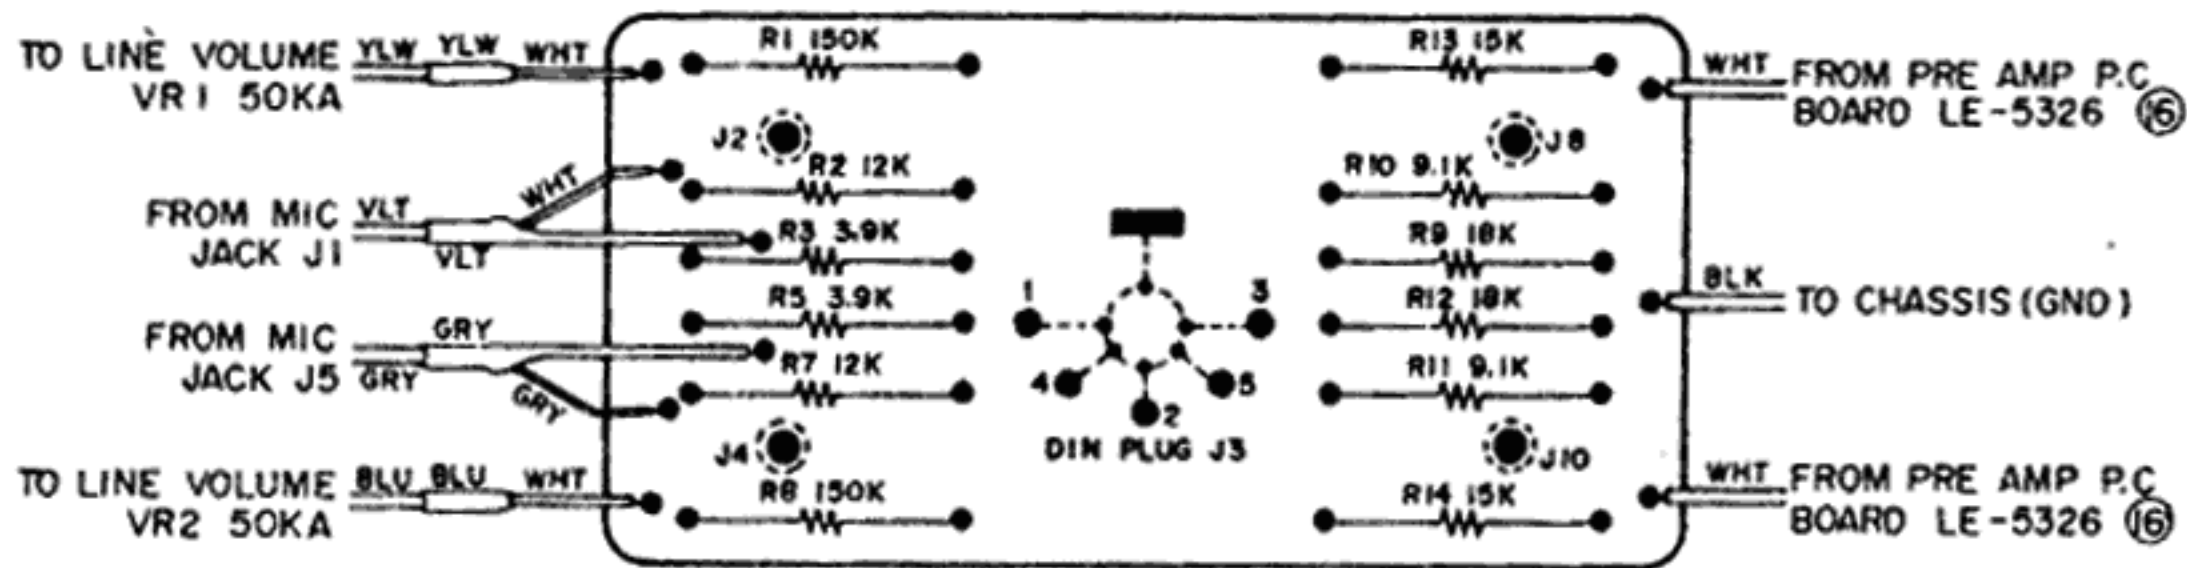 TO LINE VOLUME YLW YLW WHT
VR1 50KA
FROM MIC VLT WHT
JACK J1 VLT
FROM MIC GRY
JACK J5 GRY GRY
TO LINE VOLUME BLU BLU WHT
VR2 50KA
R1 150K
J2
R2 12K
R3 3.9K
R5 3.9K
R7 12K
J4
R8 150K
1 3
4 5
2
DIN PLUG J3
R13 15K
J8
R10 9.1K
R9 18K
R12 18K
R11 9.1K
J10
R14 15K
WHT FROM PRE AMP P.C
BOARD LE-5326 16
BLK TO CHASSIS (GND)
WHT FROM PRE AMP P.C
BOARD LE-5326 16